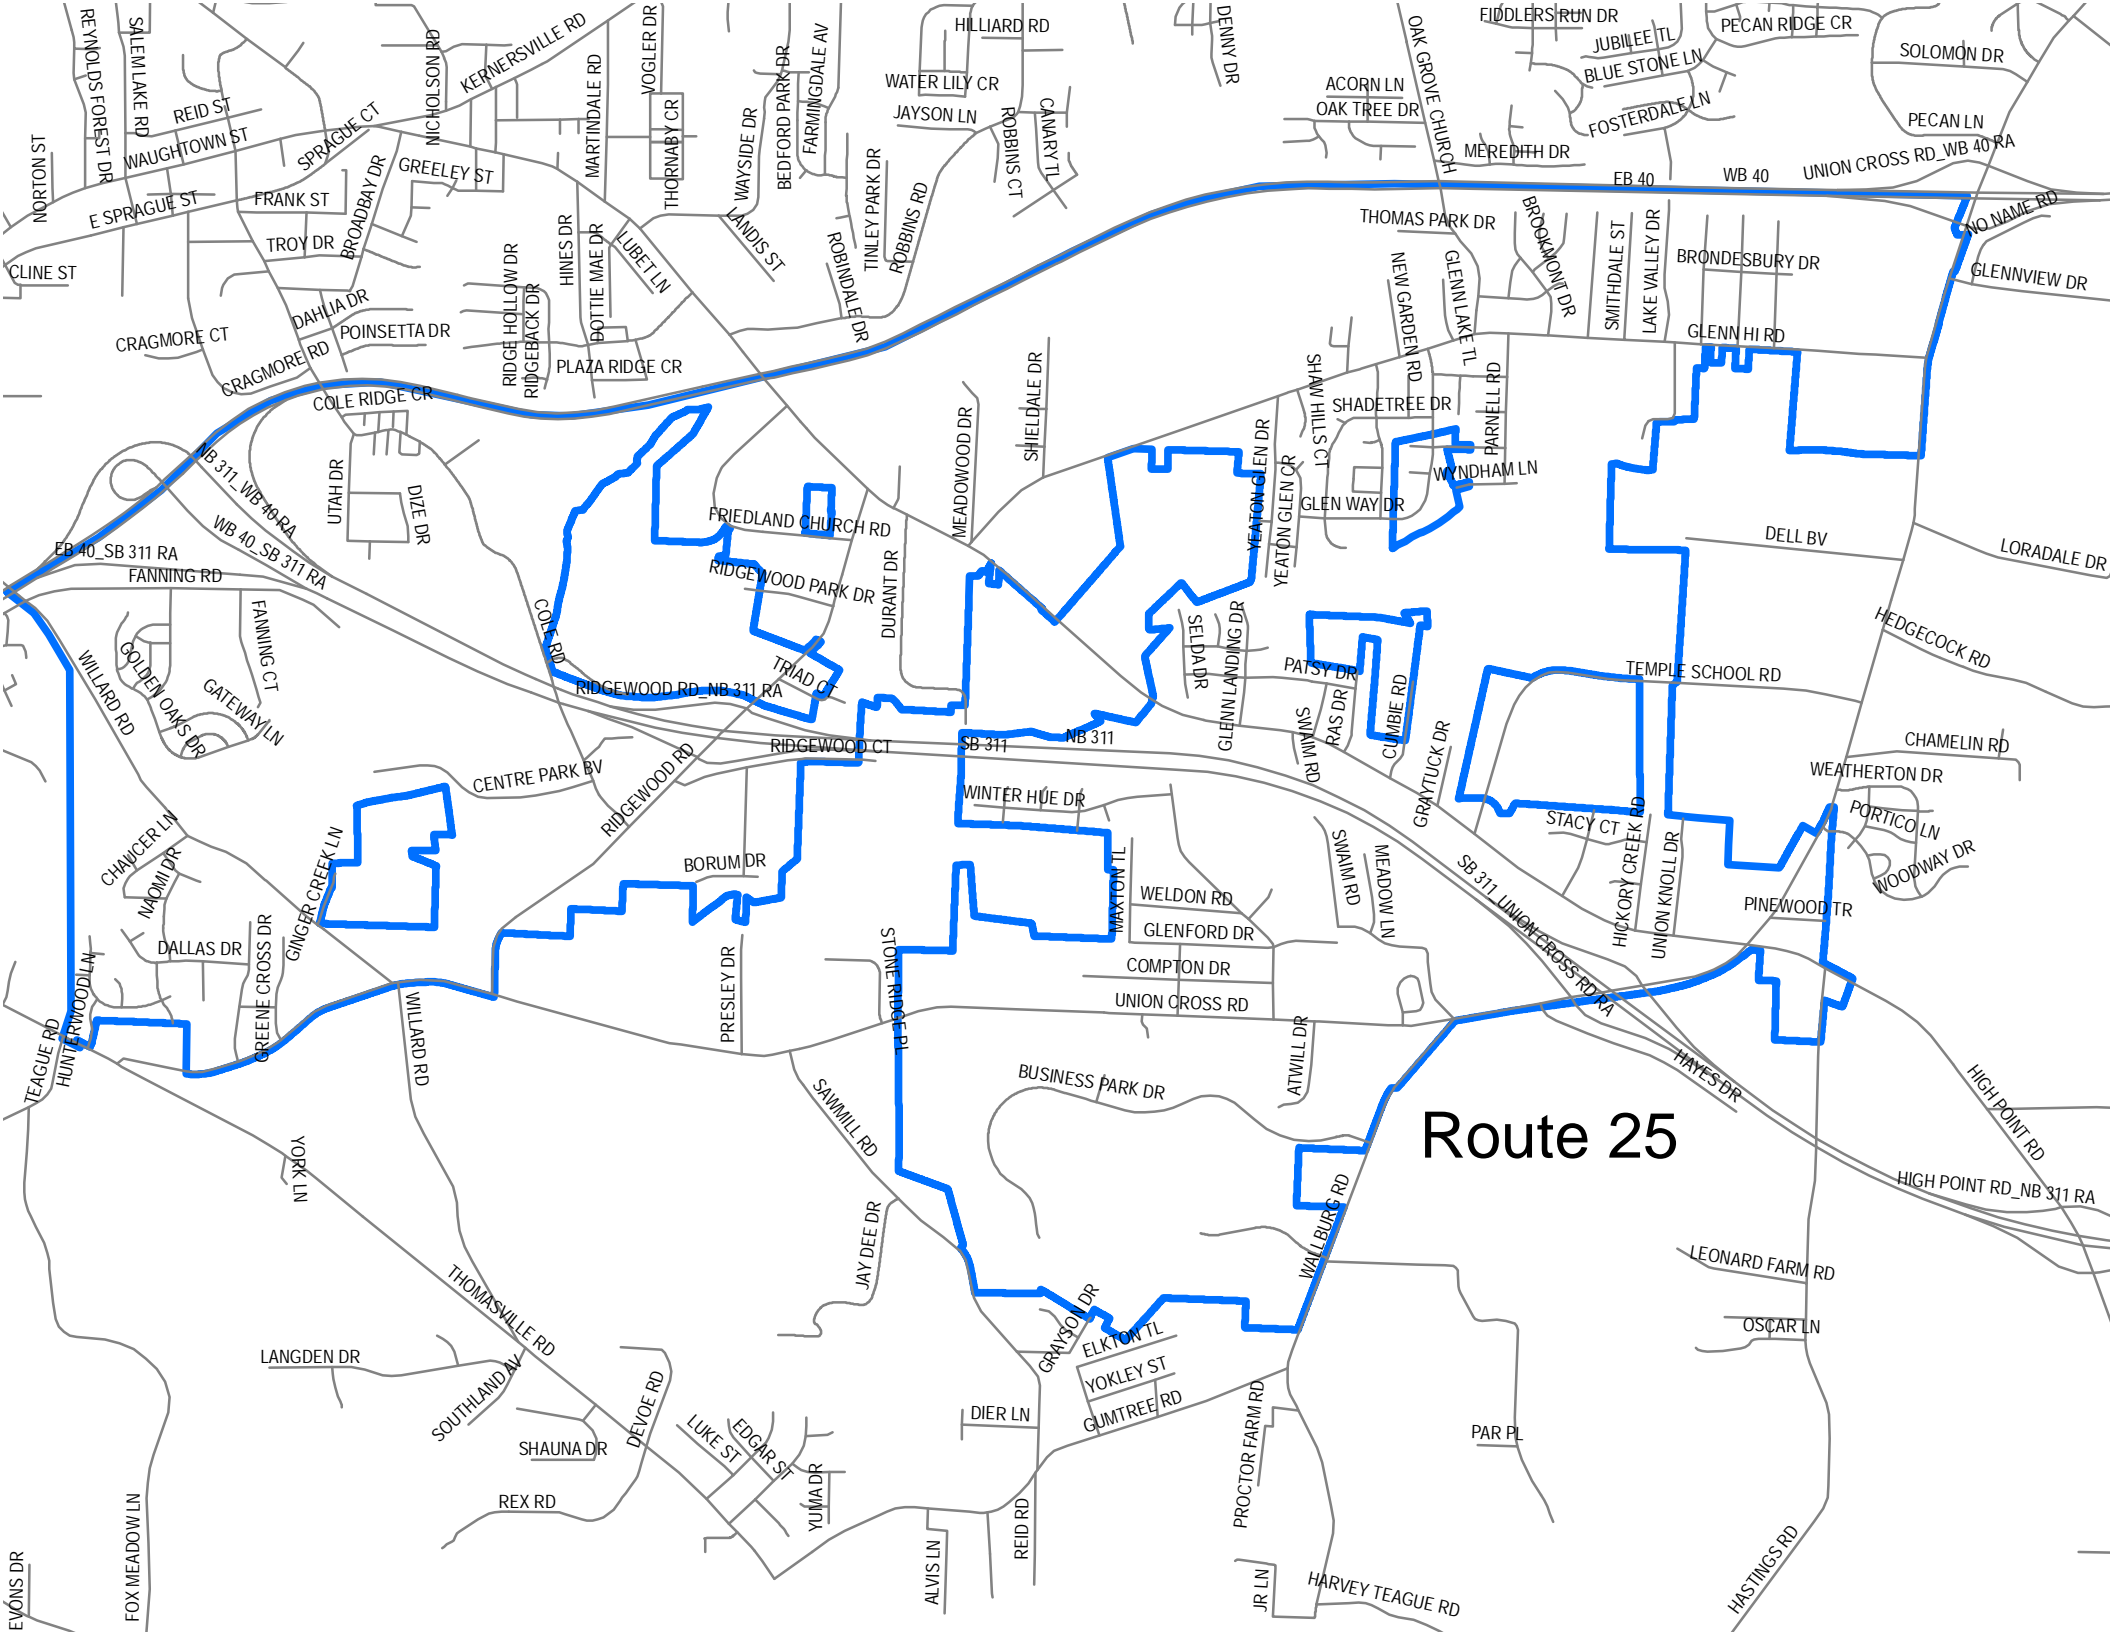 REYNOLDS FOREST DR
SALEM LAKE RD
NICHOLSON RD
KERNERSVILLE RD
VOGLER DR
MARTINDALE RD
BEDFORD PARK DR
FARMINGDALE AV
HILLIARD RD
DENNY DR
OAK GROVE CHURCH
FIDDLERS RUN DR
JUBILEE TL
PECAN RIDGE CR
SOLOMON DR
BLUE STONE LN
WATER LILY CR
ACORN LN
OAK TREE DR
FOSTERDALE LN
PECAN LN
REID ST
NORTON ST
WAUGHTOWN ST
SPRAGUE CT
THORNABY CR
WAYSIDE DR
JAYSON LN
ROBBINS CT
CANARY TL
MEREDITH DR
UNION CROSS RD_WB 40 RA
GREELEY ST
EB 40
WB 40
E SPRAGUE ST
FRANK ST
BROADBAY DR
TINLEY PARK DR
ROBBINS RD
LANDIS ST
THOMAS PARK DR
BROOKMONT DR
SMITHDALE ST
LAKE VALLEY DR
NO NAME RD
TROY DR
HINES DR
DOTTIE MAE DR
LUBET LN
ROBINDALE DR
CLINE ST
RIDGE HOLLOW DR
RIDGEBACK DR
NEW GARDEN RD
GLENN LAKE TL
BRONDESBURY DR
GLENNVIEW DR
DAHLIA DR
POINSETTA DR
CRAGMORE CT
CRAGMORE RD
PLAZA RIDGE CR
GLENN HI RD
COLE RIDGE CR
SHIELDALE DR
MEADOWOOD DR
SHAW HILLS CT
SHADETREE DR
PARNELL RD
NB 311_WB 40 RA
UTAH DR
DIZE DR
YEATON GLEN DR
YEATON GLEN CR
WYNDHAM LN
GLEN WAY DR
WB 40_SB 311 RA
FRIEDLAND CHURCH RD
DELL BV
LORADALE DR
EB 40_SB 311 RA
FANNING RD
RIDGEWOOD PARK DR
DURANT DR
FANNING CT
COLE RD
SELDA DR
GLENN LANDING DR
HEDGECOCK RD
WILLARD RD
GOLDEN OAKS DR
GATEWAY LN
RIDGEWOOD RD_NB 311 RA
TRIAD CT
PATSY DR
TEMPLE SCHOOL RD
RAS DR
CUMBIE RD
SWAIM RD
RIDGEWOOD CT
SB 311
NB 311
GRAYTUCK DR
CHAMELIN RD
WEATHERTON DR
CENTRE PARK BV
RIDGEWOOD RD
WINTER HUE DR
PORTICO LN
CHAUCER LN
NAOMI DR
STACY CT
HICKORY CREEK RD
UNION KNOLL DR
WOODWAY DR
GINGER CREEK LN
BORUM DR
MAXTON TL
SWAIM RD
MEADOW LN
SB 311_UNION CROSS RD RA
WELDON RD
PINEWOOD TR
GLENFORD DR
DALLAS DR
GREENE CROSS DR
HUNTERWOOD LN
STONE RIDGE PL
PRESLEY DR
COMPTON DR
UNION CROSS RD
WILLARD RD
TEAGUE RD
ATWILL DR
HAYES DR
HIGH POINT RD
BUSINESS PARK DR
SAWMILL RD
Route 25
YORK LN
HIGH POINT RD_NB 311 RA
WALLBURG RD
JAY DEE DR
LEONARD FARM RD
THOMASVILLE RD
GRAYSON DR
ELKTON TL
OSCAR LN
LANGDEN DR
SOUTHLAND AV
YOKLEY ST
GUMTREE RD
DEVOE RD
LUKE ST
EDGAR ST
DIER LN
SHAUNA DR
PROCTOR FARM RD
PAR PL
YUMA DR
REX RD
FOX MEADOW LN
REID RD
ALVIS LN
HASTINGS RD
EVONS DR
JR LN
HARVEY TEAGUE RD